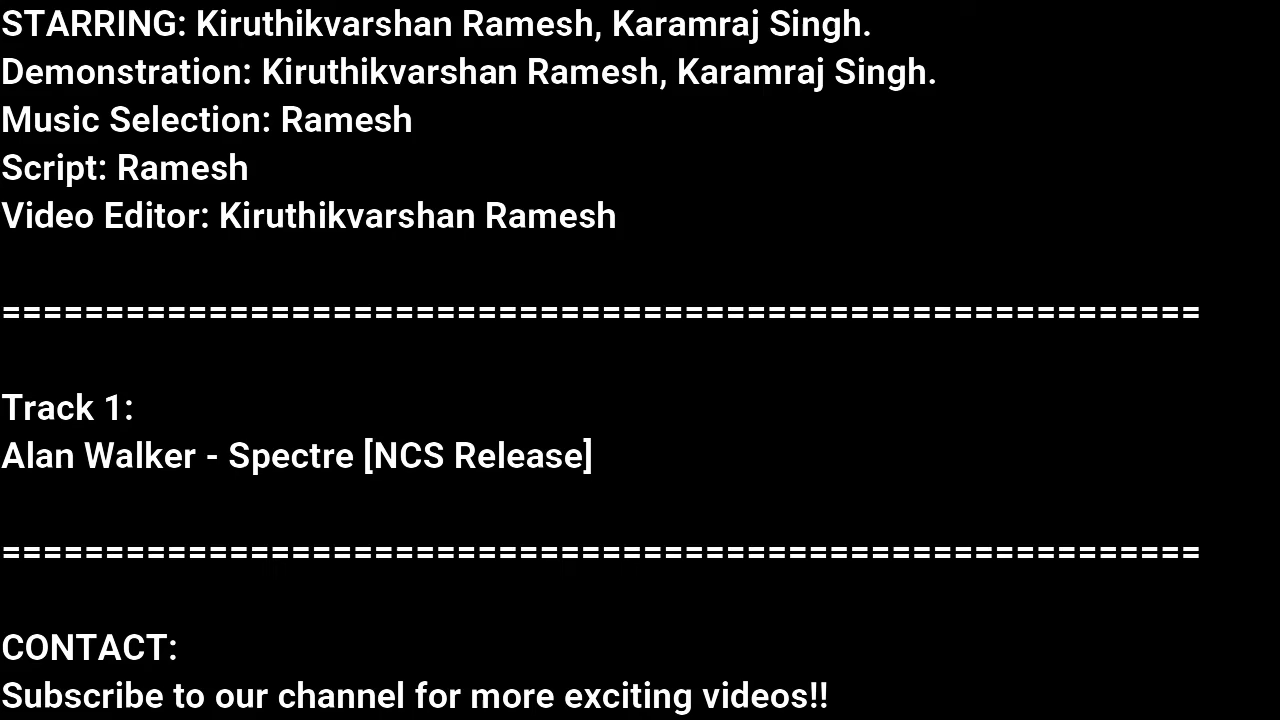 STARRING: Kiruthikvarshan Ramesh, Karamraj Singh.
Demonstration: Kiruthikvarshan Ramesh, Karamraj Singh.
Music Selection: Ramesh
Script: Ramesh
Video Editor: Kiruthikvarshan Ramesh
==========================================================
Track 1:
Alan Walker - Spectre [NCS Release]
==========================================================
CONTACT:
Subscribe to our channel for more exciting videos!!